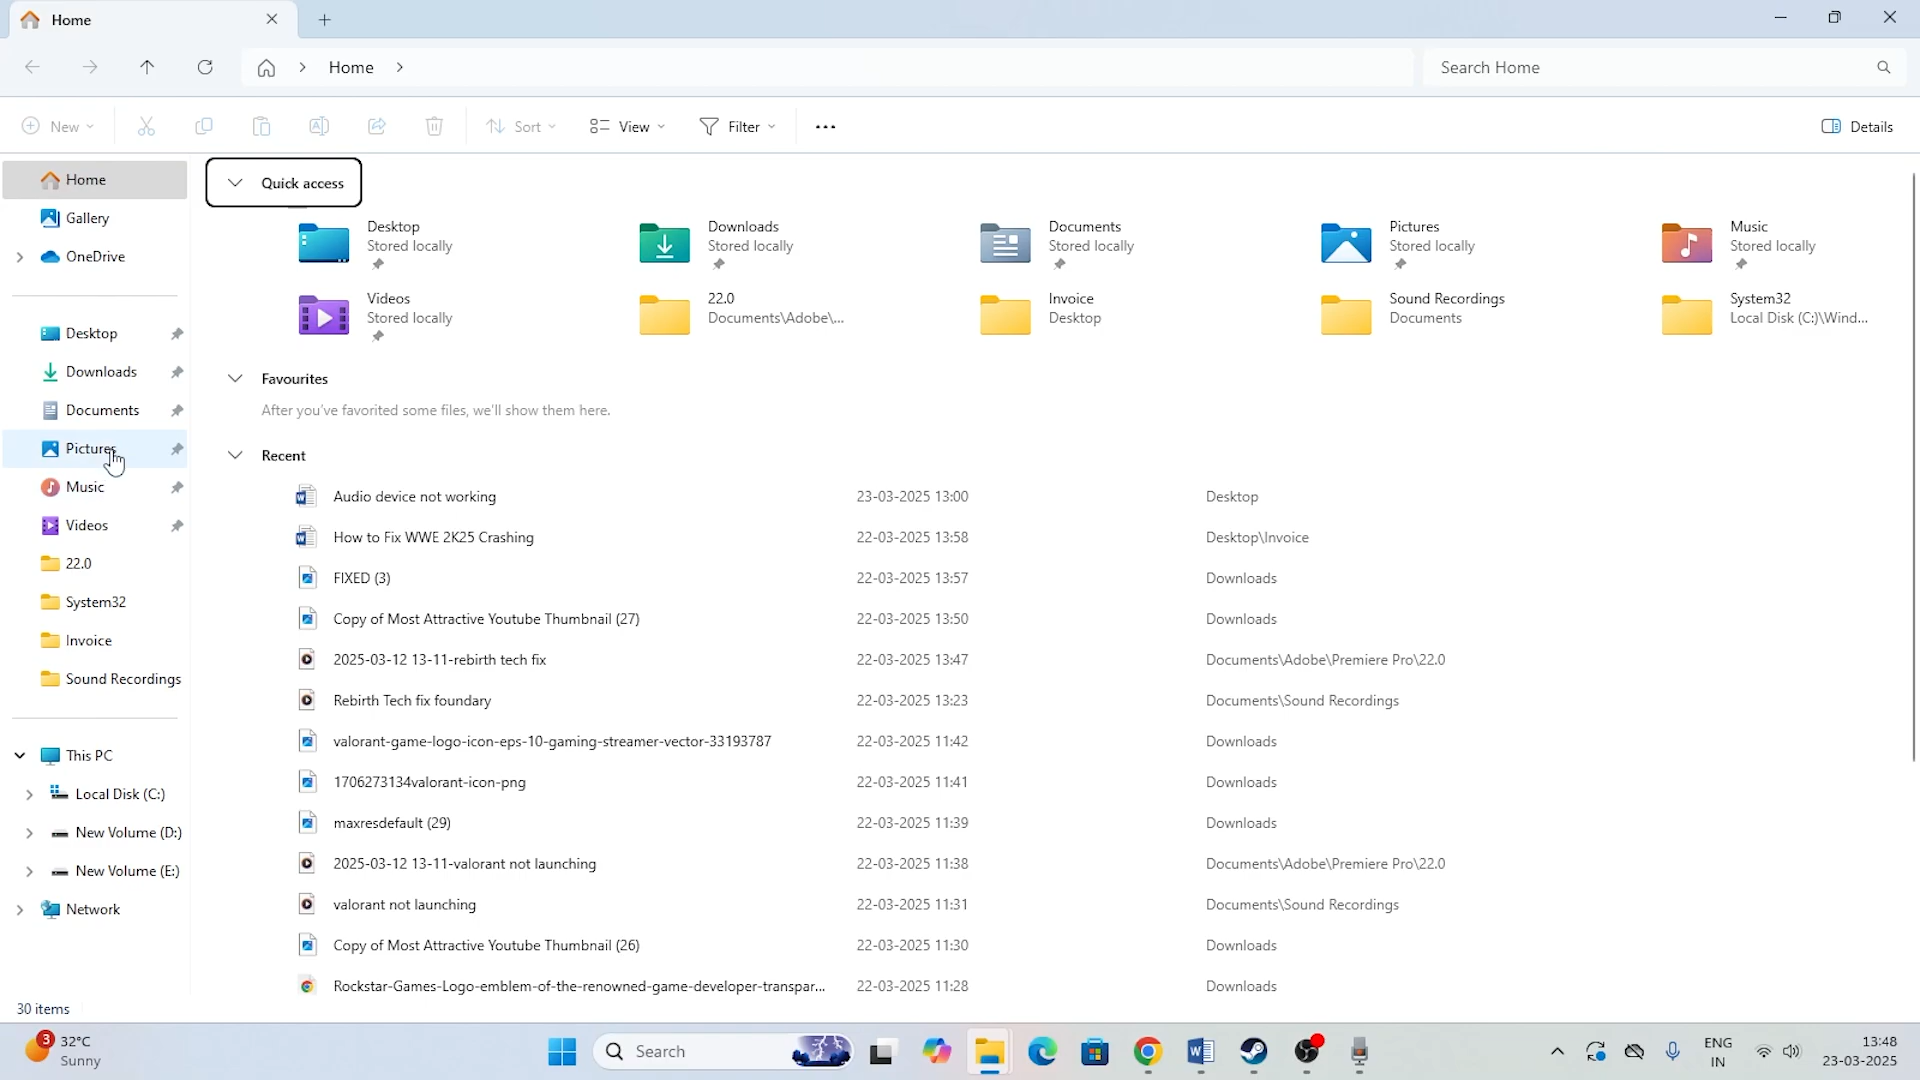 Home
Home
Search Home
New
Sort
View
Filter
Details
Home
Gallery
OneDrive
Desktop
Downloads
Documents
Pictures
Music
Videos
22.0
System32
Invoice
Sound Recordings
This PC
Local Disk (C:)
New Volume (D:)
New Volume (E:)
Network
30 items
Quick access
Desktop
Stored locally
Downloads
Stored locally
Documents
Stored locally
Pictures
Stored locally
Music
Stored locally
Videos
Stored locally
22.0
Documents\Adobe\...
Invoice
Desktop
Sound Recordings
Documents
System32
Local Disk (C:)\Wind...
Favourites
After you've favorited some files, we'll show them here.
Recent
Audio device not working 23-03-2025 13:00 Desktop
How to Fix WWE 2K25 Crashing 22-03-2025 13:58 Desktop\Invoice
FIXED (3) 22-03-2025 13:57 Downloads
Copy of Most Attractive Youtube Thumbnail (27) 22-03-2025 13:50 Downloads
2025-03-12 13-11-rebirth tech fix 22-03-2025 13:47 Documents\Adobe\Premiere Pro\22.0
Rebirth Tech fix foundary 22-03-2025 13:23 Documents\Sound Recordings
valorant-game-logo-icon-eps-10-gaming-streamer-vector-33193787 22-03-2025 11:42 Downloads
1706273134valorant-icon-png 22-03-2025 11:41 Downloads
maxresdefault (29) 22-03-2025 11:39 Downloads
2025-03-12 13-11-valorant not launching 22-03-2025 11:38 Documents\Adobe\Premiere Pro\22.0
valorant not launching 22-03-2025 11:31 Documents\Sound Recordings
Copy of Most Attractive Youtube Thumbnail (26) 22-03-2025 11:30 Downloads
Rockstar-Games-Logo-emblem-of-the-renowned-game-developer-transpar... 22-03-2025 11:28 Downloads
3
32°C
Sunny
Search
ENG
IN
13:48
23-03-2025